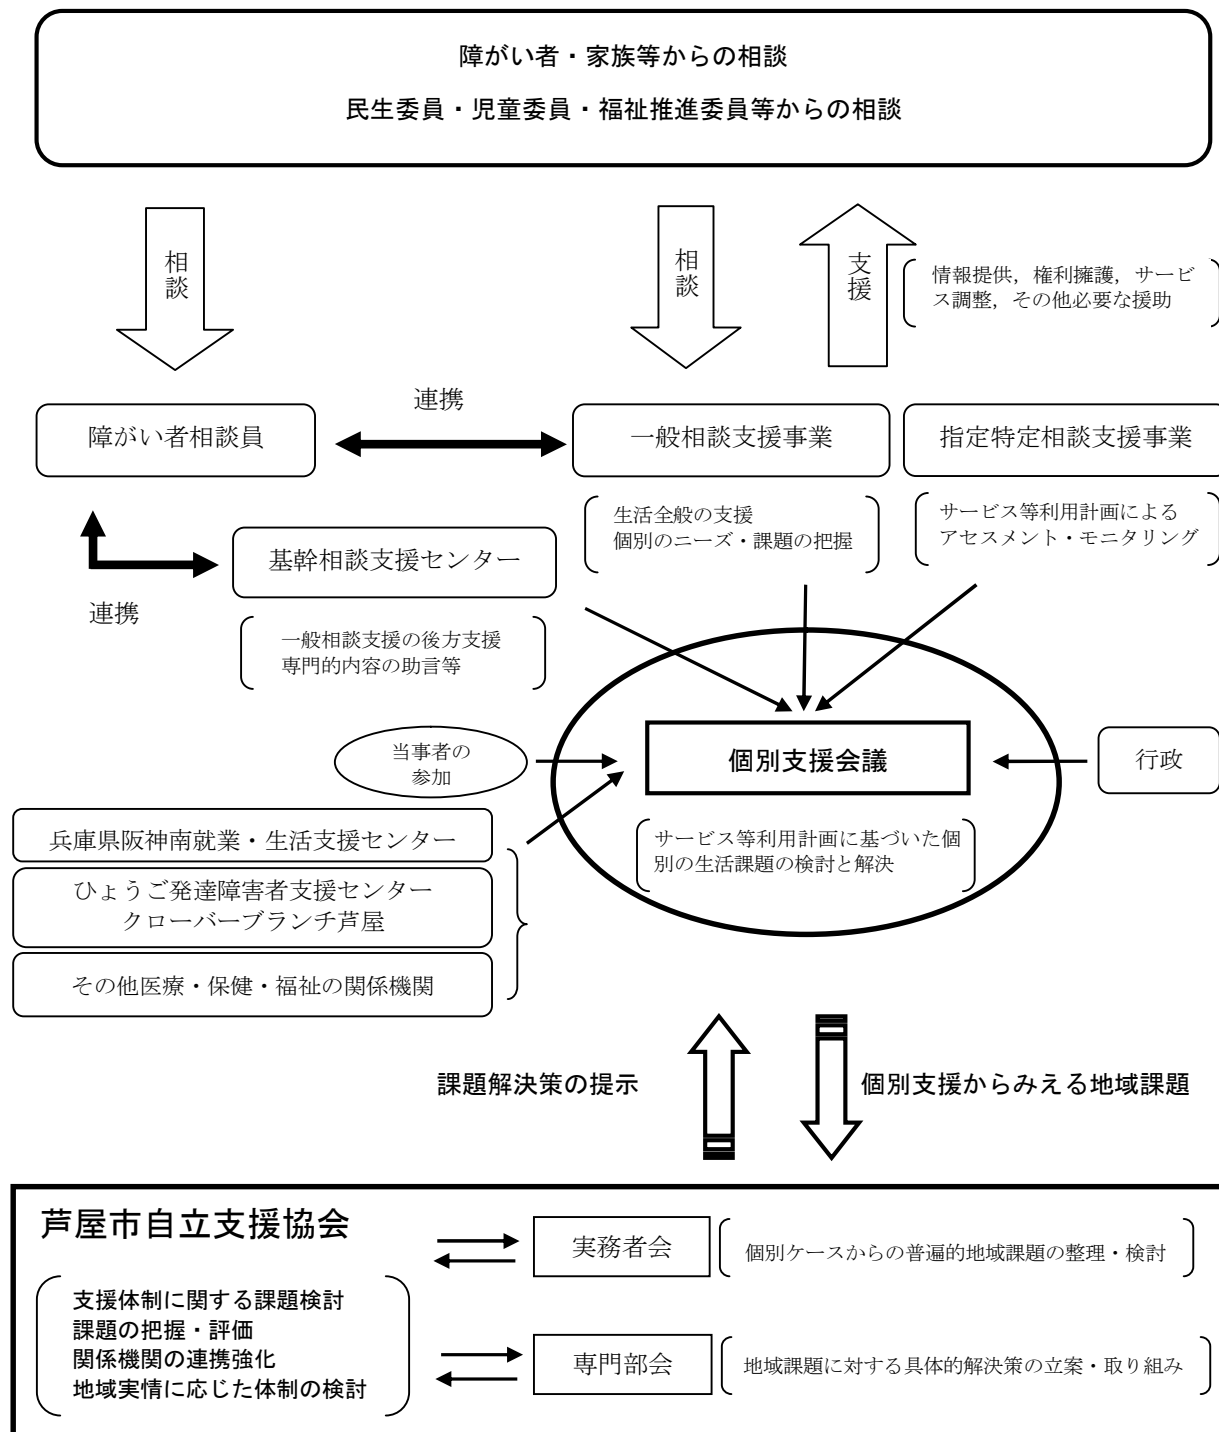 障がい者・家族等からの相談
民生委員・児童委員・福祉推進委員等からの相談
相談
相談
支援
情報提供，権利擁護，サービ
ス調整，その他必要な援助
連携
障がい者相談員
一般相談支援事業
指定特定相談支援事業
生活全般の支援
個別のニーズ・課題の把握
サービス等利用計画による
アセスメント・モニタリング
基幹相談支援センター
連携
一般相談支援の後方支援
専門的内容の助言等
当事者の
参加
個別支援会議
行政
サービス等利用計画に基づいた個
別の生活課題の検討と解決
兵庫県阪神南就業・生活支援センター
ひょうご発達障害者支援センター
クローバーブランチ芦屋
その他医療・保健・福祉の関係機関
課題解決策の提示
個別支援からみえる地域課題
芦屋市自立支援協会
支援体制に関する課題検討
課題の把握・評価
関係機関の連携強化
地域実情に応じた体制の検討
実務者会
個別ケースからの普遍的地域課題の整理・検討
専門部会
地域課題に対する具体的解決策の立案・取り組み